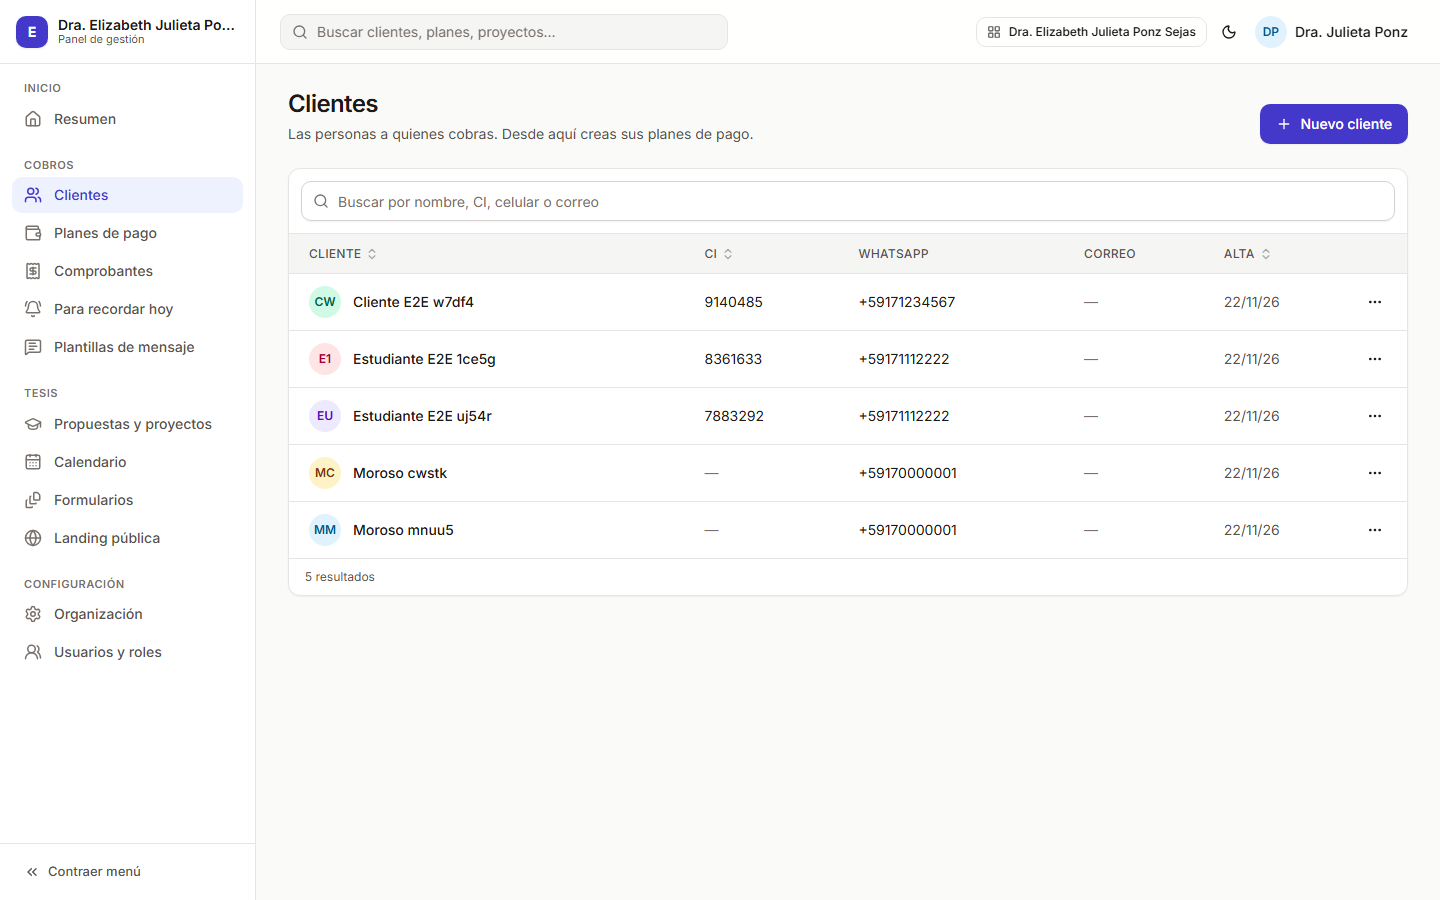 E
Dra. Elizabeth Julieta Po...
Panel de gestión
Buscar clientes, planes, proyectos...
Dra. Elizabeth Julieta Ponz Sejas
DP
Dra. Julieta Ponz
INICIO
Resumen
COBROS
Clientes
Planes de pago
Comprobantes
Para recordar hoy
Plantillas de mensaje
TESIS
Propuestas y proyectos
Calendario
Formularios
Landing pública
CONFIGURACIÓN
Organización
Usuarios y roles
Contraer menú
Clientes
Las personas a quienes cobras. Desde aquí creas sus planes de pago.
+ Nuevo cliente
Buscar por nombre, CI, celular o correo
CLIENTE CI WHATSAPP CORREO ALTA
CW Cliente E2E w7df4 9140485 +59171234567 — 22/11/26 ...
E1 Estudiante E2E 1ce5g 8361633 +59171112222 — 22/11/26 ...
EU Estudiante E2E uj54r 7883292 +59171112222 — 22/11/26 ...
MC Moroso cwstk — +59170000001 — 22/11/26 ...
MM Moroso mnuu5 — +59170000001 — 22/11/26 ...
5 resultados